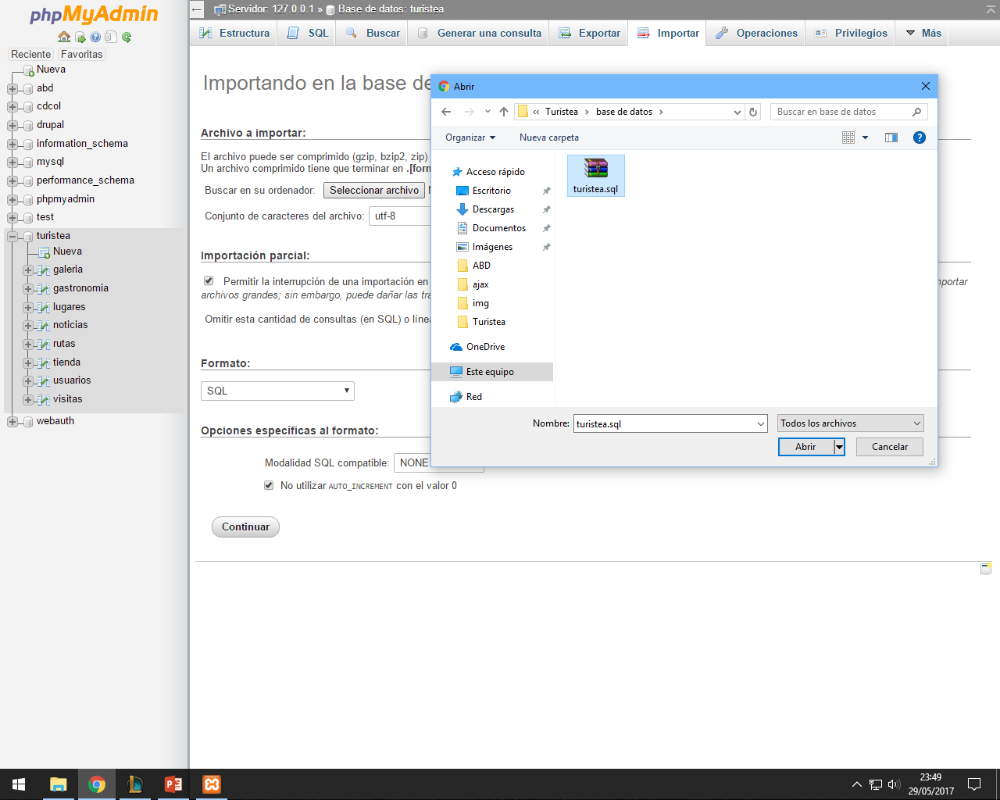 phpMyAdmin
Reciente Favoritas
Nueva
abd
cdcol
drupal
information_schema
mysql
performance_schema
phpmyadmin
test
turistea
Nueva
galeria
gastronomia
lugares
noticias
rutas
tienda
usuarios
visitas
webauth
Servidor: 127.0.0.1 » Base de datos: turistea
Estructura SQL Buscar Generar una consulta Exportar Importar Operaciones Privilegios Más
Importando en la base de
Archivo a importar:
El archivo puede ser comprimido (gzip, bzip2, zip)
Un archivo comprimido tiene que terminar en .[form
Buscar en su ordenador: Seleccionar archivo
Conjunto de caracteres del archivo: utf-8
Importación parcial:
Permitir la interrupción de una importación en
mportar
archivos grandes; sin embargo, puede dañar las tra
Omitir esta cantidad de consultas (en SQL) o línea
Formato:
SQL
Opciones específicas al formato:
Modalidad SQL compatible: NONE
No utilizar AUTO_INCREMENT con el valor 0
Continuar
Abrir
« Turistea › base de datos ›
Buscar en base de datos
Organizar Nueva carpeta
Acceso rápido
Escritorio
Descargas
Documentos
Imágenes
ABD
ajax
img
Turistea
OneDrive
Este equipo
Red
turistea.sql
Nombre: turistea.sql
Todos los archivos
Abrir Cancelar
23:49
29/05/2017